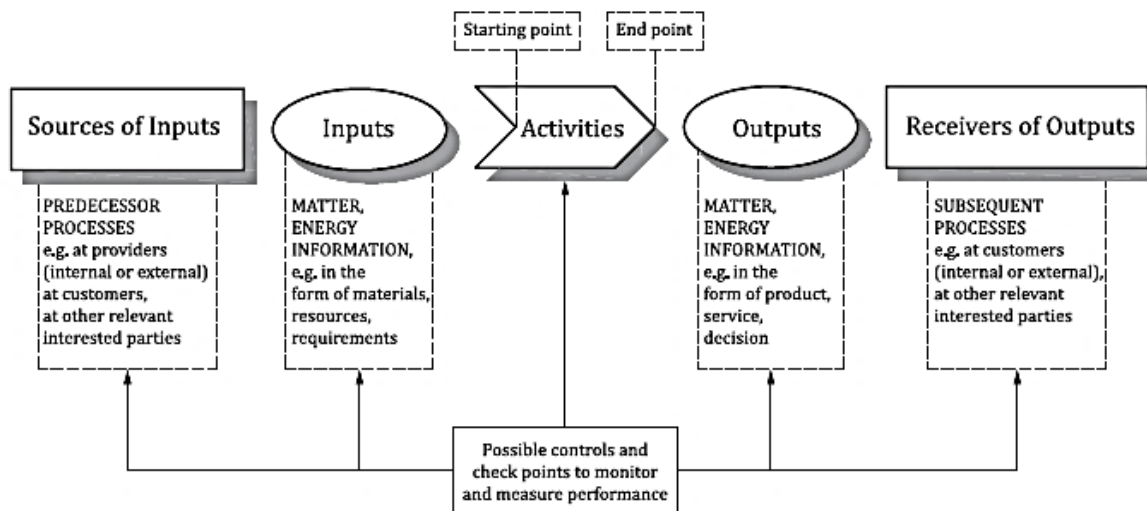 Starting point
End point
Sources of Inputs
Inputs
Activities
Outputs
Receivers of Outputs
PREDECESSOR
PROCESSES
e.g. at providers
(internal or external)
at customers,
at other relevant
interested parties
MATTER,
ENERGY
INFORMATION,
e.g. in the
form of materials,
resources,
requirements
MATTER,
ENERGY
INFORMATION,
e.g. in the
form of product,
service,
decision
SUBSEQUENT
PROCESSES
e.g. at customers
(internal or external),
at other relevant
interested parties
Possible controls and
check points to monitor
and measure performance